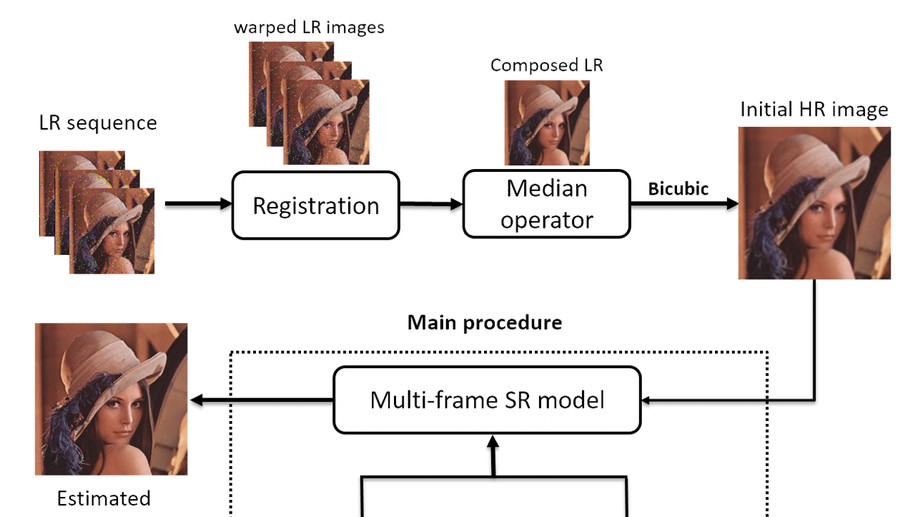 warped LR images
Composed LR
Initial HR image
LR sequence
Registration
Median
operator
Bicubic
Main procedure
Multi-frame SR model
Estimated